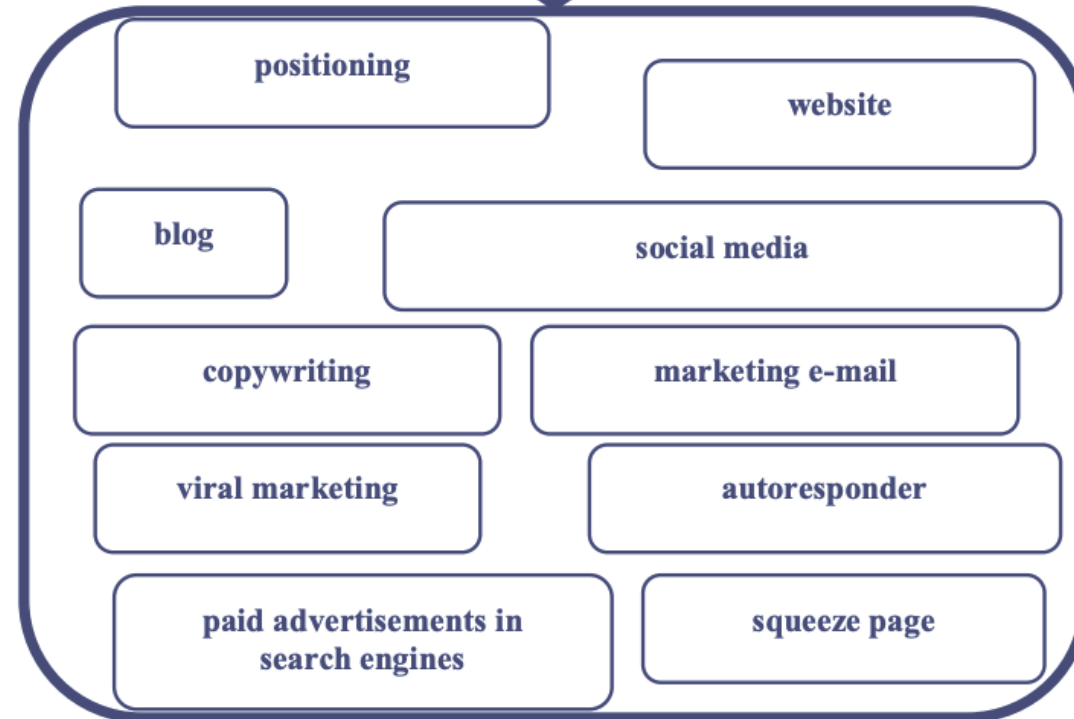 positioning
website
blog
social media
copywriting
marketing e-mail
viral marketing
autoresponder
paid advertisements in
search engines
squeeze page